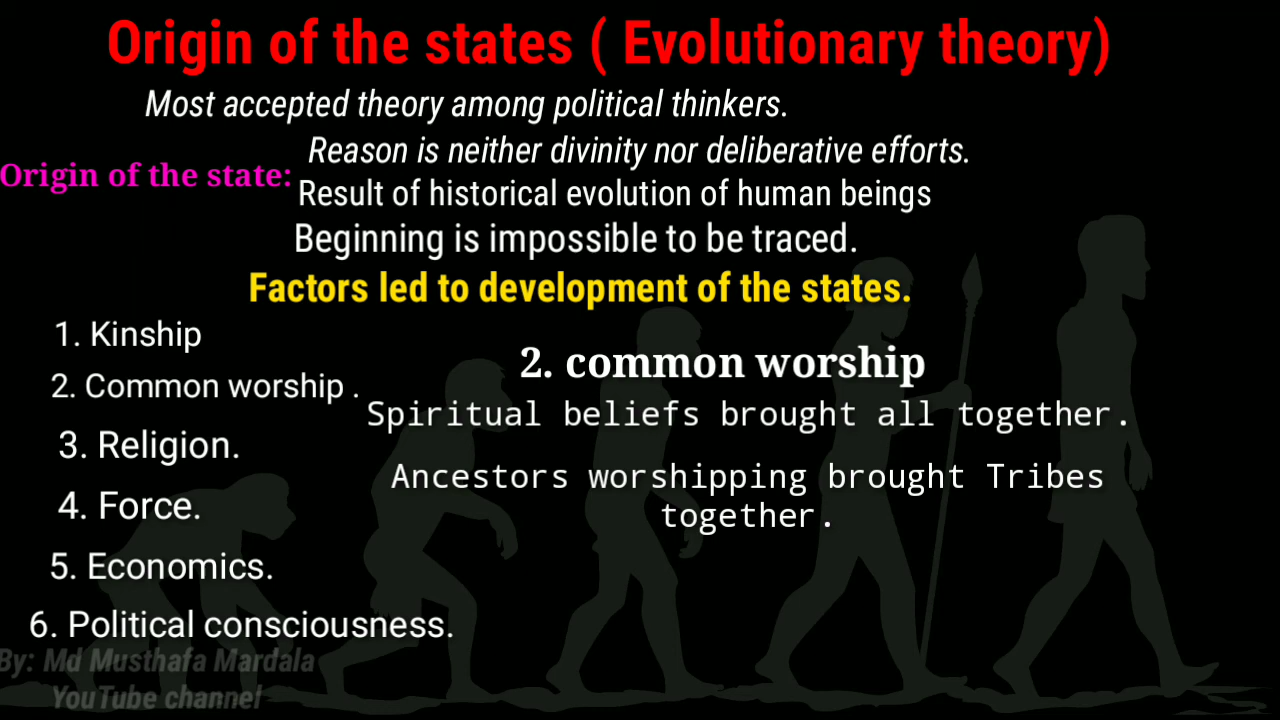 Origin of the states ( Evolutionary theory)
Most accepted theory among political thinkers.
Reason is neither divinity nor deliberative efforts.
Origin of the state:
Result of historical evolution of human beings
Beginning is impossible to be traced.
Factors led to development of the states.
1. Kinship
2. Common worship .
3. Religion.
4. Force.
5. Economics.
6. Political consciousness.
2. common worship
Spiritual beliefs brought all together.
Ancestors worshipping brought Tribes
together.
By: Md Musthafa Mardala
YouTube channel